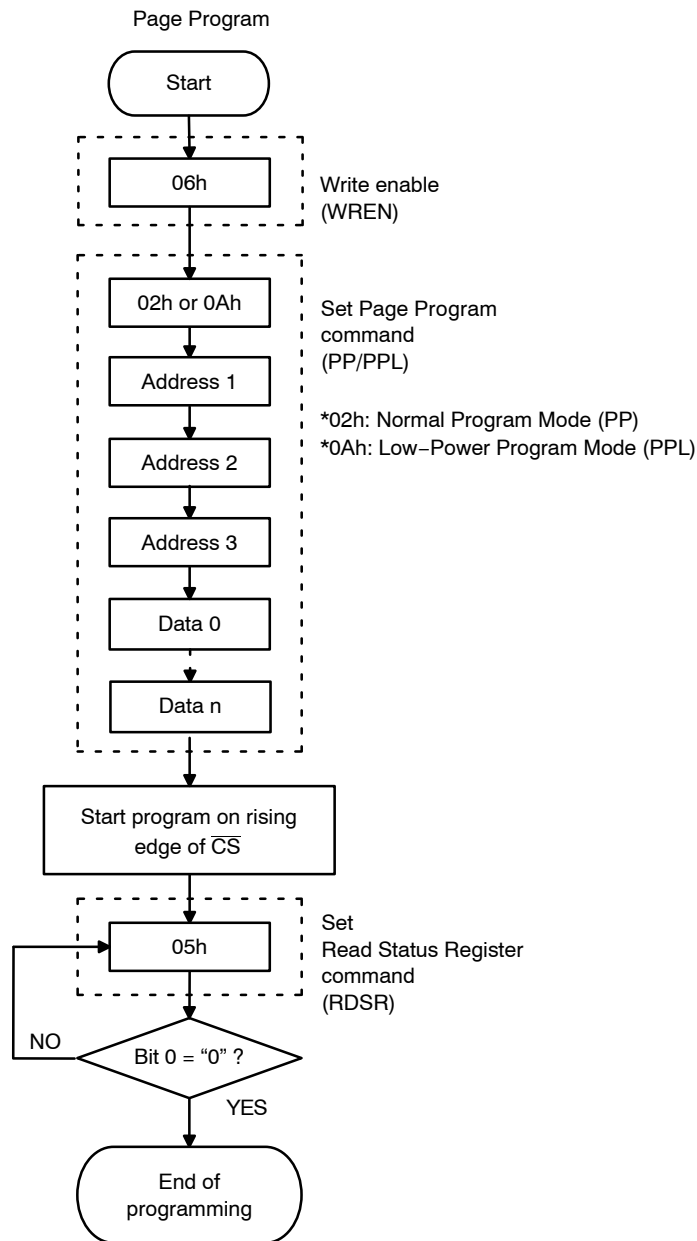 Page Program
Start
06h
Write enable
(WREN)
02h or 0Ah
Set Page Program
command
(PP/PPL)
Address 1
*02h: Normal Program Mode (PP)
*0Ah: Low−Power Program Mode (PPL)
Address 2
Address 3
Data 0
Data n
Start program on rising
edge of C̅S̅
05h
Set
Read Status Register
command
(RDSR)
NO
Bit 0 = “0” ?
YES
End of
programming